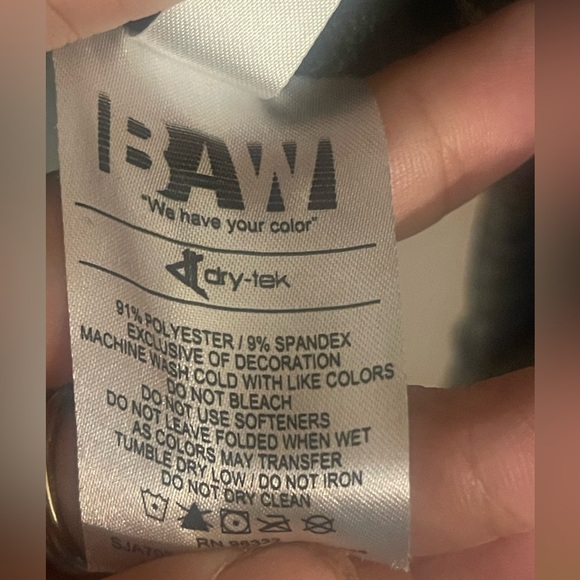 BAW
"We have your color"
dry-tek
91% POLYESTER / 9% SPANDEX
EXCLUSIVE OF DECORATION
MACHINE WASH COLD WITH LIKE COLORS
DO NOT BLEACH
DO NOT USE SOFTENERS
DO NOT LEAVE FOLDED WHEN WET
AS COLORS MAY TRANSFER
TUMBLE DRY LOW / DO NOT IRON
DO NOT DRY CLEAN
RN